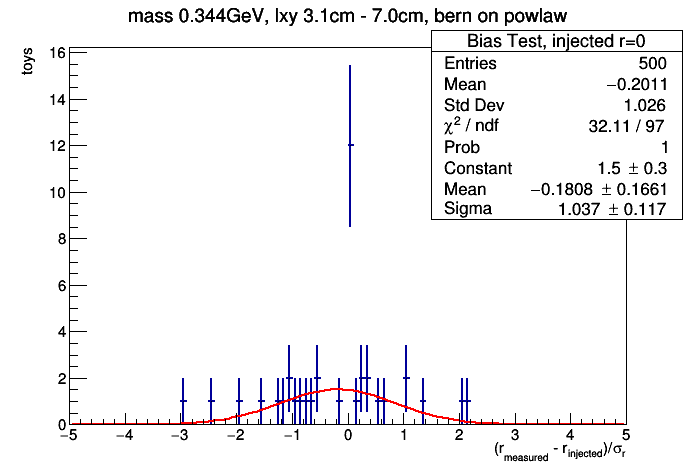 mass 0.344GeV, lxy 3.1cm - 7.0cm, bern on powlaw
Bias Test, injected r=0
Entries 500
Mean −0.2011
Std Dev 1.026
χ² / ndf 32.11 / 97
Prob 1
Constant 1.5 ± 0.3
Mean −0.1808 ± 0.1661
Sigma 1.037 ± 0.117
toys
16
14
12
10
8
6
4
2
0
−5 −4 −3 −2 −1 0 1 2 3 4 5
(r_measured - r_injected)/σ_r